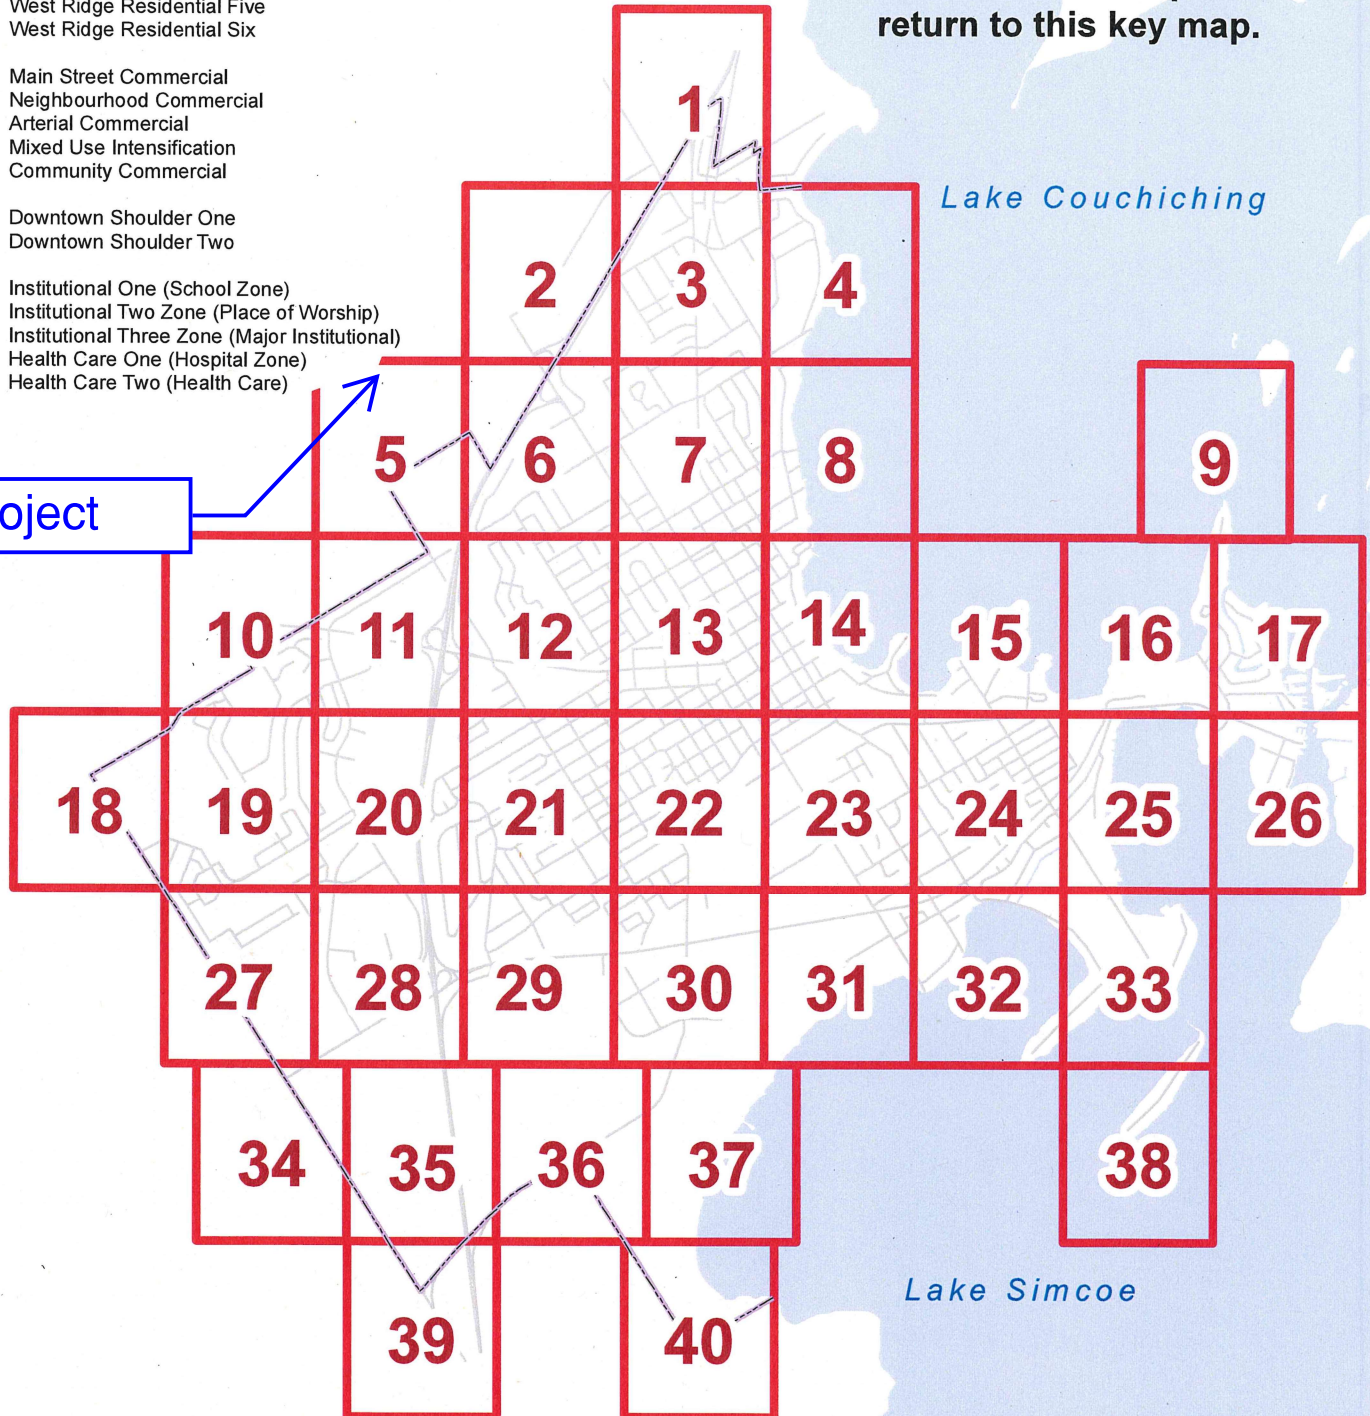 West Ridge Residential Five
West Ridge Residential Six
Main Street Commercial
Neighbourhood Commercial
Arterial Commercial
Mixed Use Intensification
Community Commercial
Downtown Shoulder One
Downtown Shoulder Two
Institutional One (School Zone)
Institutional Two Zone (Place of Worship)
Institutional Three Zone (Major Institutional)
Health Care One (Hospital Zone)
Health Care Two (Health Care)
return to this key map.
oject
Lake Couchiching
1
2 3 4
5 6 7 8 9
10 11 12 13 14 15 16 17
18 19 20 21 22 23 24 25 26
27 28 29 30 31 32 33
34 35 36 37 38
Lake Simcoe
39 40